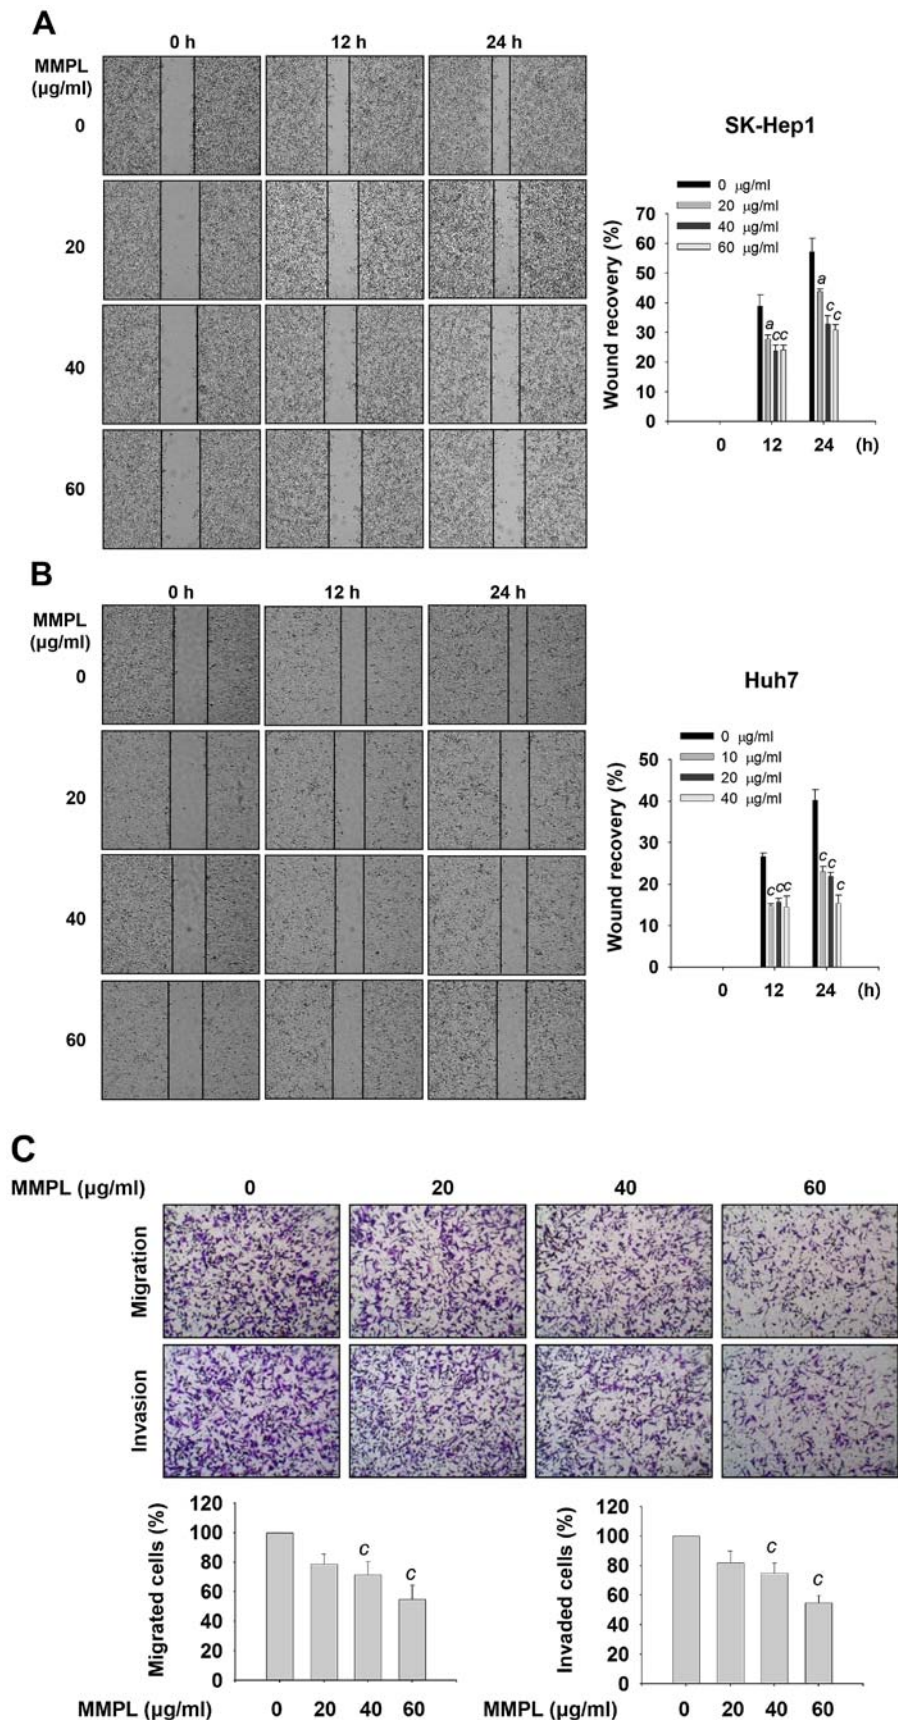 A
0 h 12 h 24 h
MMPL
(µg/ml)
0
20
40
60
SK-Hep1
0 µg/ml
20 µg/ml
40 µg/ml
60 µg/ml
Wound recovery (%)
70
60
50
40
30
20
10
0
a
cc
a
c
c
0 12 24 (h)
B
0 h 12 h 24 h
MMPL
(µg/ml)
0
20
40
60
Huh7
0 µg/ml
10 µg/ml
20 µg/ml
40 µg/ml
Wound recovery (%)
50
40
30
20
10
0
c cc
c c
c
0 12 24 (h)
C
MMPL (µg/ml) 0 20 40 60
Migration
Invasion
Migrated cells (%)
120
100
80
60
40
20
0
c
c
MMPL (µg/ml) 0 20 40 60
Invaded cells (%)
120
100
80
60
40
20
0
c
c
MMPL (µg/ml) 0 20 40 60